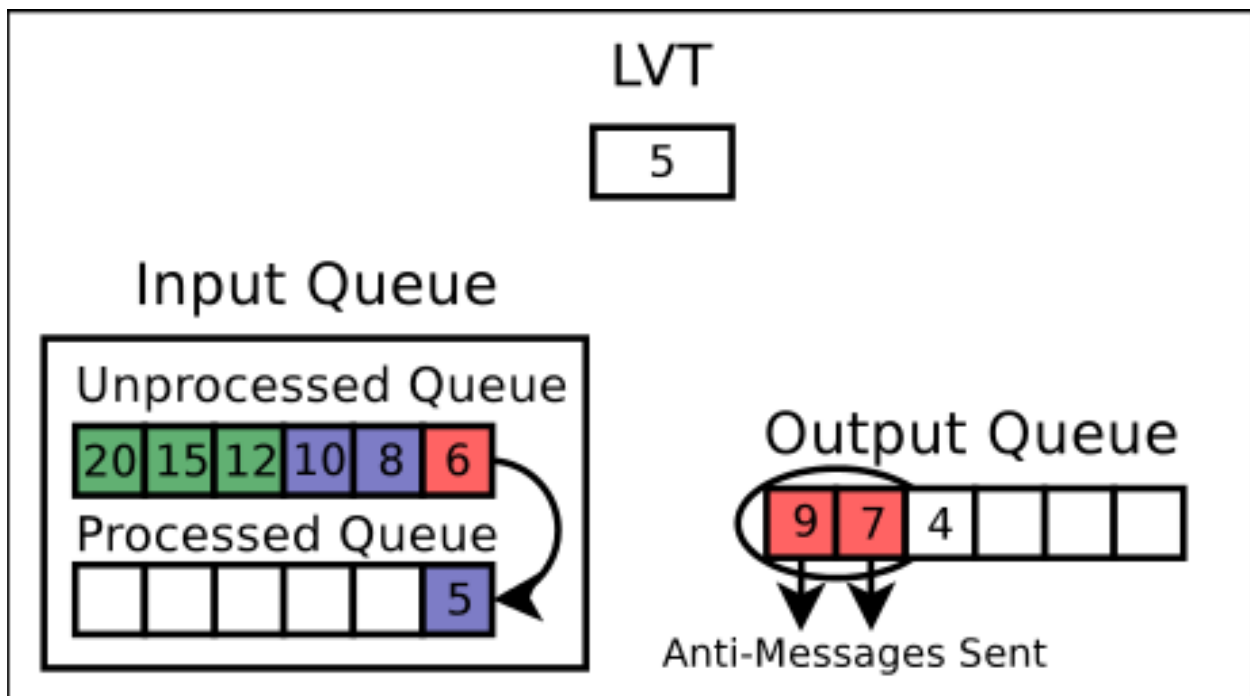 LVT
5
Input Queue
Unprocessed Queue
20 15 12 10 8 6
Processed Queue
5
Output Queue
9 7 4
Anti-Messages Sent